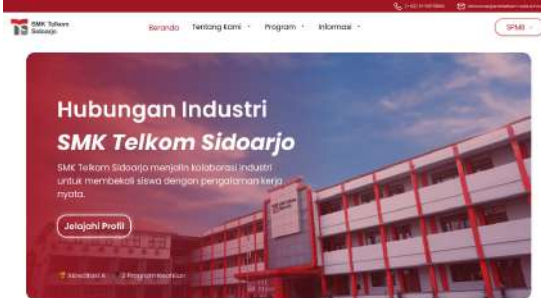 SMK Telkom
Sidoarjo
Beranda Tentang Kami Program Informasi
SPMB
Hubungan Industri
SMK Telkom Sidoarjo
SMK Telkom Sidoarjo menjalin kolaborasi industri
untuk membekali siswa dengan pengalaman kerja
nyata.
Jelajahi Profil
Akreditasi A
Program Keahlian